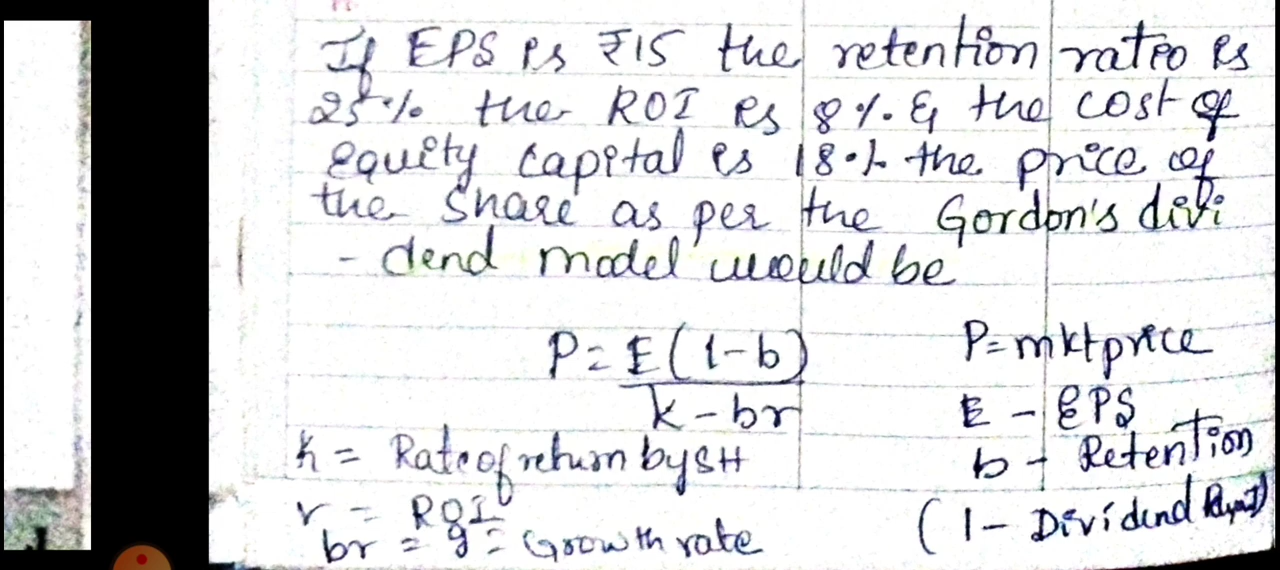 If EPS is ₹15 the retention ratio is
25% the ROI is 8% & the cost of
equity capital is 18% the price of
the share as per the Gordon's divi
- dend model would be
P = E(1-b)
k - br
P = mkt price
E - EPS
b - Retention
(1 - Dividend
k = Rate of return by SH
r = ROI
br = g = Growth rate